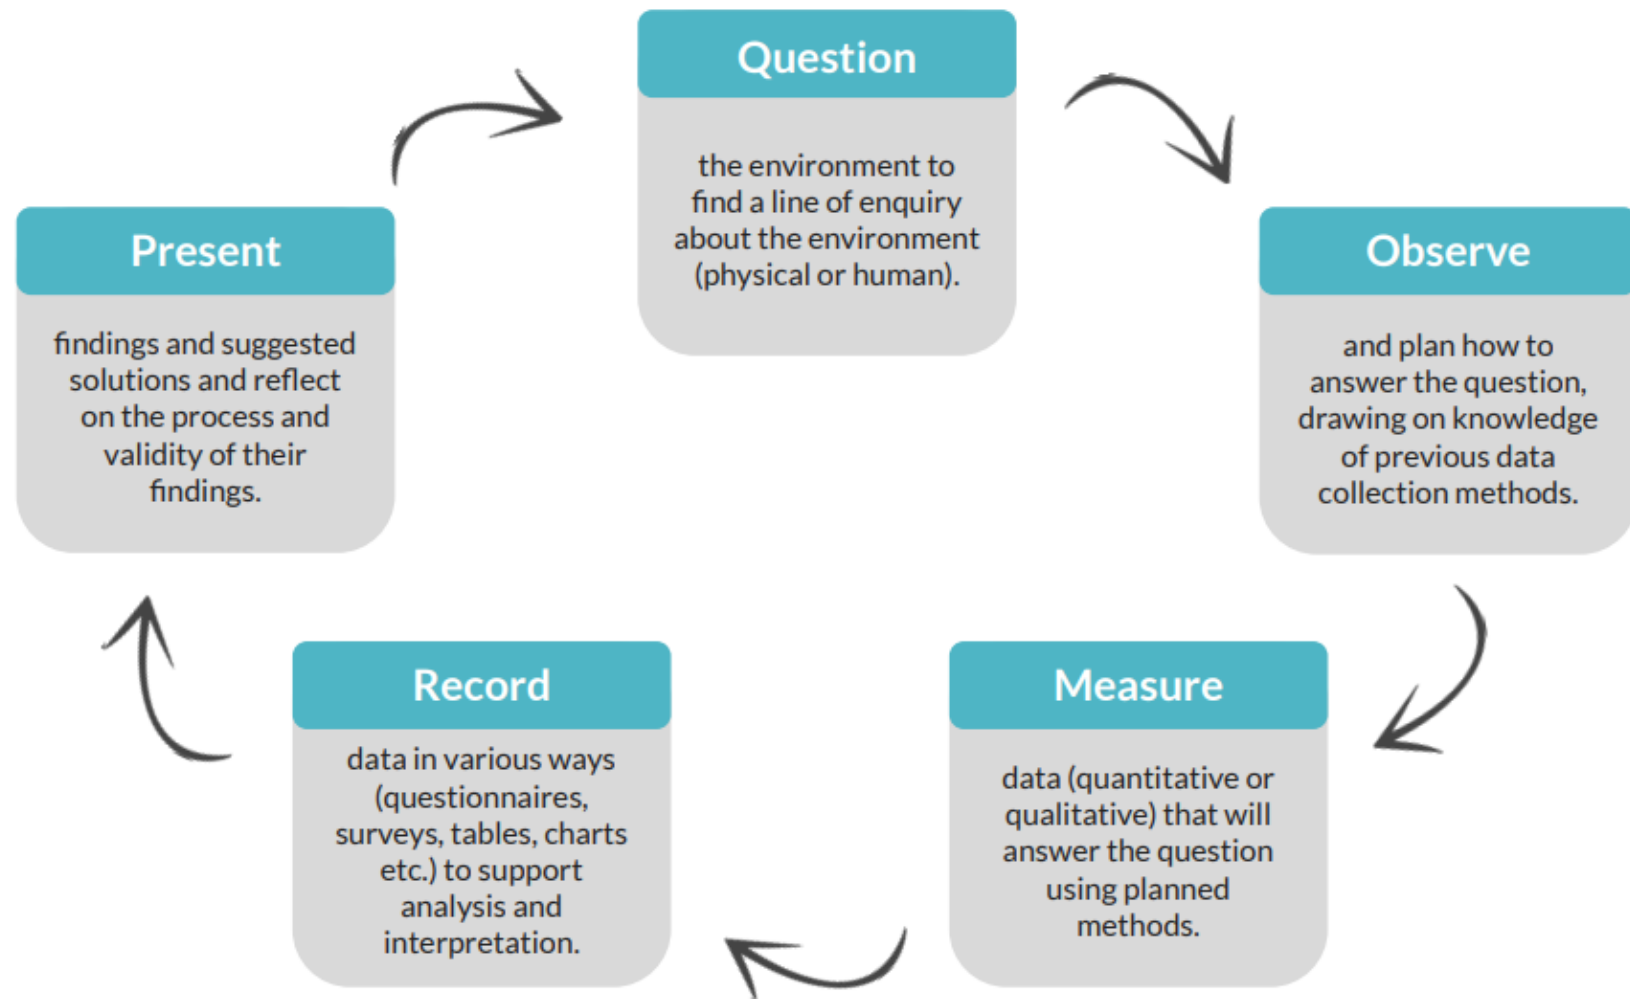 Question
the environment to
find a line of enquiry
about the environment
(physical or human).
Observe
and plan how to
answer the question,
drawing on knowledge
of previous data
collection methods.
Measure
data (quantitative or
qualitative) that will
answer the question
using planned
methods.
Record
data in various ways
(questionnaires,
surveys, tables, charts
etc.) to support
analysis and
interpretation.
Present
findings and suggested
solutions and reflect
on the process and
validity of their
findings.